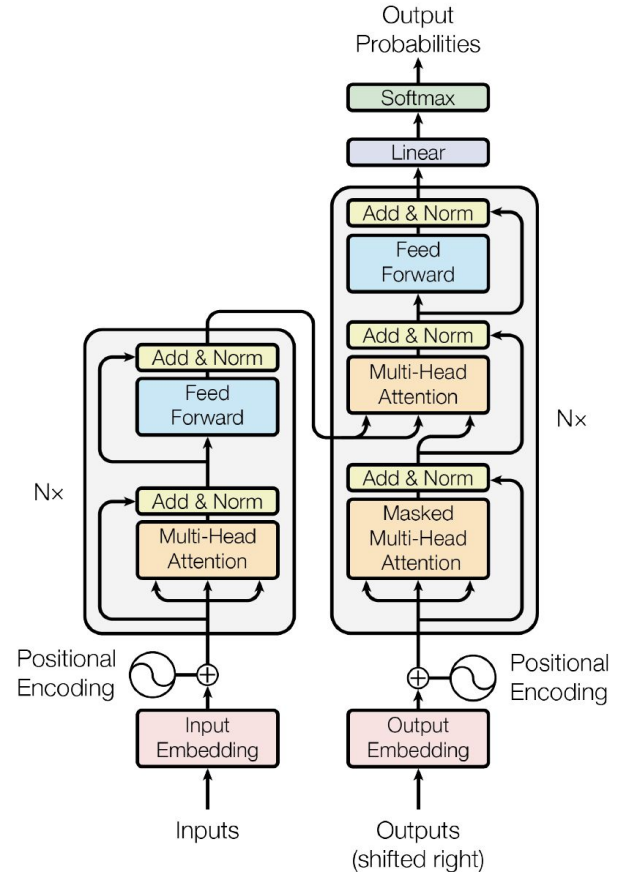 Output
Probabilities
Softmax
Linear
Add & Norm
Feed
Forward
Add & Norm
Multi-Head
Attention
Nx
Add & Norm
Masked
Multi-Head
Attention
Add & Norm
Feed
Forward
N×
Add & Norm
Multi-Head
Attention
Positional
Encoding
Positional
Encoding
Input
Embedding
Output
Embedding
Inputs
Outputs
(shifted right)